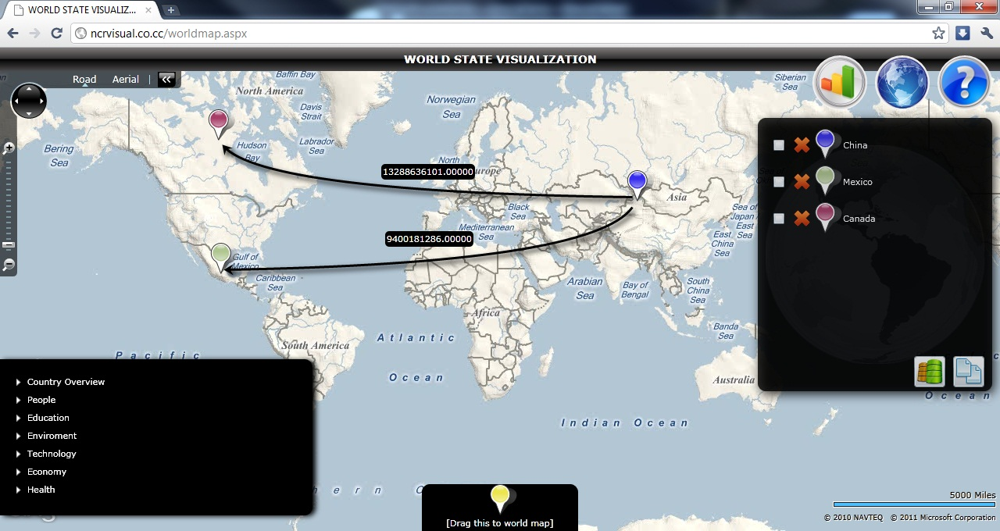 WORLD STATE VISUALIZ...
ncrvisual.co.cc/worldmap.aspx
WORLD STATE VISUALIZATION
Road
Aerial
Baffin Bay
North America
Davis
Strait
Norwegian
Sea
Siberian
Sea
Bering
Sea
Hudson
Bay
Labrador
Sea
North
Europe
13288636101.00000
China
Mexico
Canada
Asia
Black
Sea
Sea of
Japan
East
Sea
Mediterranean
Sea
9400181286.00000
East
China
Sea
Gulf of
Mexico
Caribbean
Sea
Arabian
Sea
Bay of
Bengal
South
China
Sea
Africa
Banda
Sea
South America
Atlantic
Ocean
Pacific
Australia
Ocean
Indian Ocean
Country Overview
People
Education
Enviroment
Technology
Economy
Health
[Drag this to world map]
5000 Miles
© 2010 NAVTEQ © 2011 Microsoft Corporation